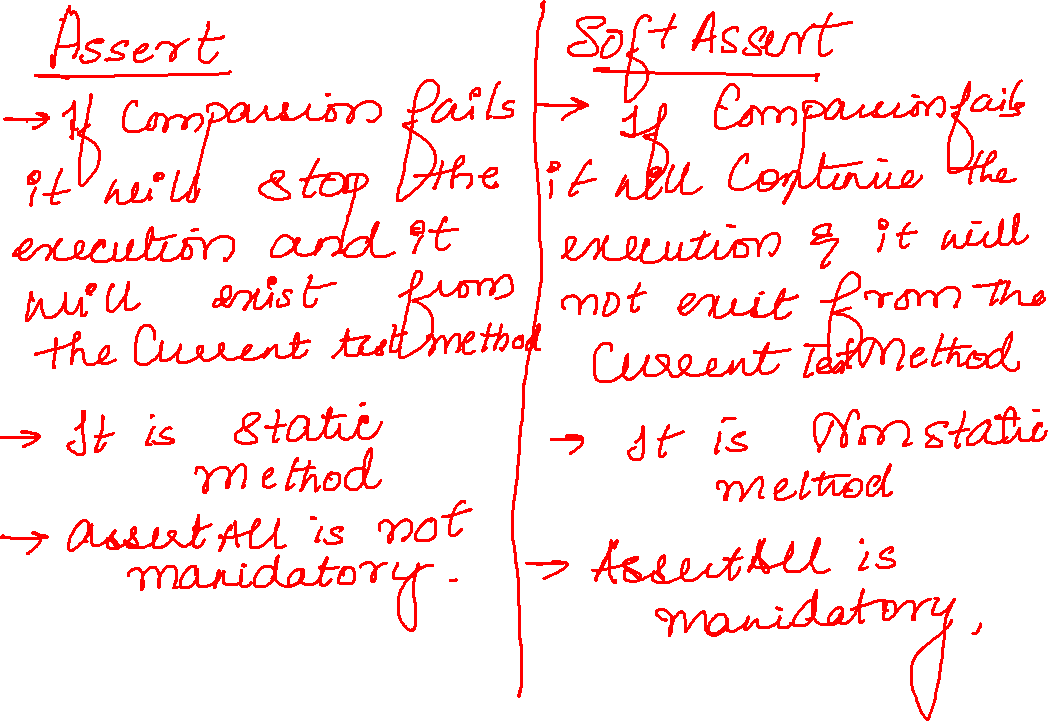 Assert
→ If Comparision fails
it will stop the
execution and it
will exist from
the Current test method
→ It is static
method
→ assertAll is not
manidatory.
Soft Assert
→ If Comparision fails
it will Continue the
execution & it will
not exist from the
Current Test Method
→ It is Non static
method
→ AssertAll is
manidatory,